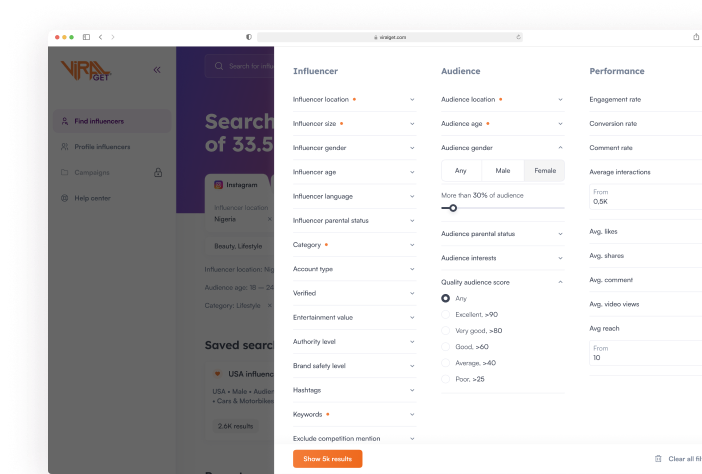 viralget.com
VIRAL
GET
Find influencers
Profile influencers
Campaigns
Help center
Search for influ
Search
of 33.5
Instagram
Influencer location
Nigeria ×
Beauty, Lifestyle
Influencer location: Nig
Audience age: 18 – 24
Category: Lifestyle ×
Saved searc
USA influenc
USA • Male • Audien
• Cars & Motorbikes
2.6K results
Influencer
Influencer location
Influencer size
Influencer gender
Influencer age
Influencer language
Influencer parental status
Category
Account type
Verified
Entertainment value
Authority level
Brand safety level
Hashtags
Keywords
Exclude competition mention
Audience
Audience location
Audience age
Audience gender
Any Male Female
More than 30% of audience
Audience parental status
Audience interests
Quality audience score
Any
Excellent, >90
Very good, >80
Good, >60
Average, >40
Poor, >25
Performance
Engagement rate
Conversion rate
Comment rate
Average interactions
From
0,5K
Avg. likes
Avg. shares
Avg. comment
Avg. video views
Avg reach
From
10
Show 5k results
Clear all fil